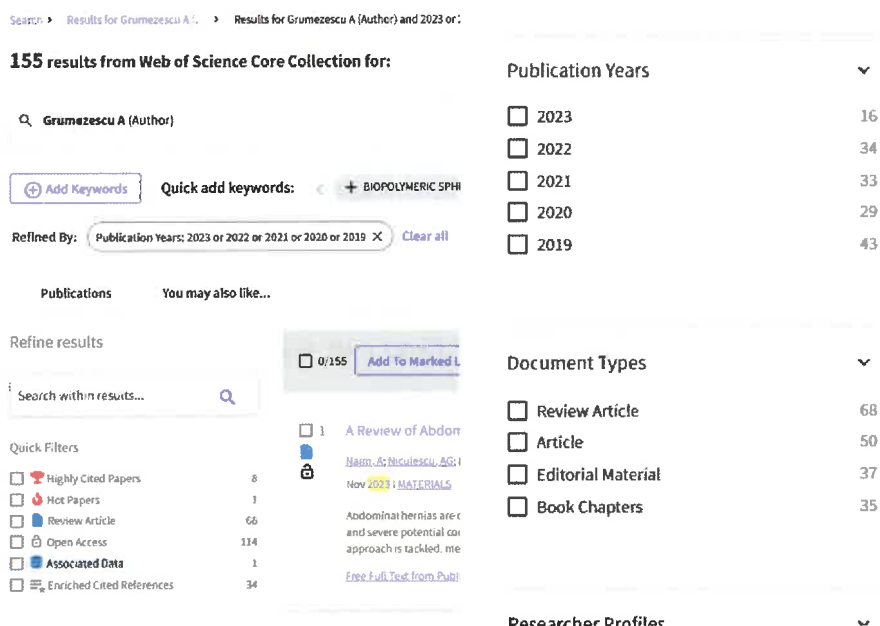 Search > Results for Grumezescu A (... > Results for Grumezescu A (Author) and 2023 or 2
155 results from Web of Science Core Collection for:
Grumezescu A (Author)
Add Keywords Quick add keywords: < + BIOPOLYMERIC SPH
Refined By: Publication Years: 2023 or 2022 or 2021 or 2020 or 2019 X Clear all
Publications You may also like...
Refine results
Search within results...
Quick Filters
Highly Cited Papers 8
Hot Papers 1
Review Article 68
Open Access 114
Associated Data 1
Enriched Cited References 34
0/155 Add To Marked L
1 A Review of Abdom
Naim, A; Niculescu, AG;
Nov 2023 | MATERIALS
Abdominal hernias are c
and severe potential co
approach is tackled, me
Free Full Text from Publ
Publication Years
2023 16
2022 34
2021 33
2020 29
2019 43
Document Types
Review Article 68
Article 50
Editorial Material 37
Book Chapters 35
Researcher Profiles